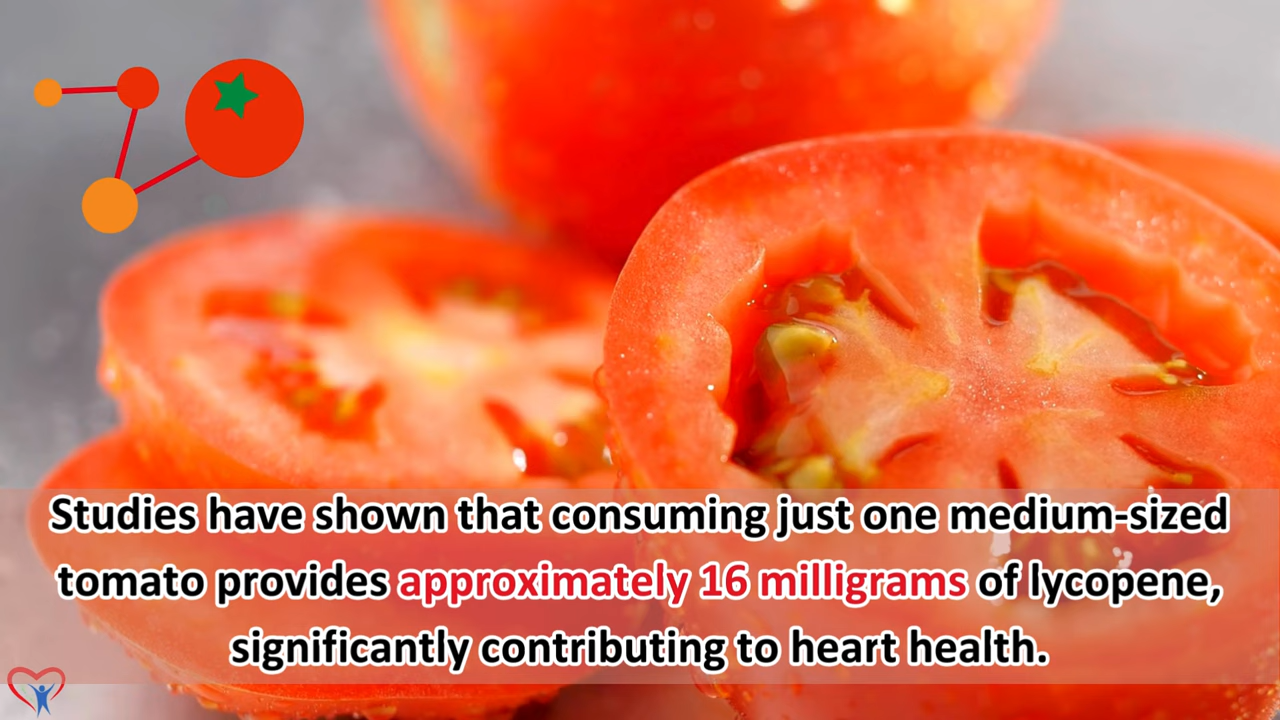 Studies have shown that consuming just one medium-sized
tomato provides approximately 16 milligrams of lycopene,
significantly contributing to heart health.